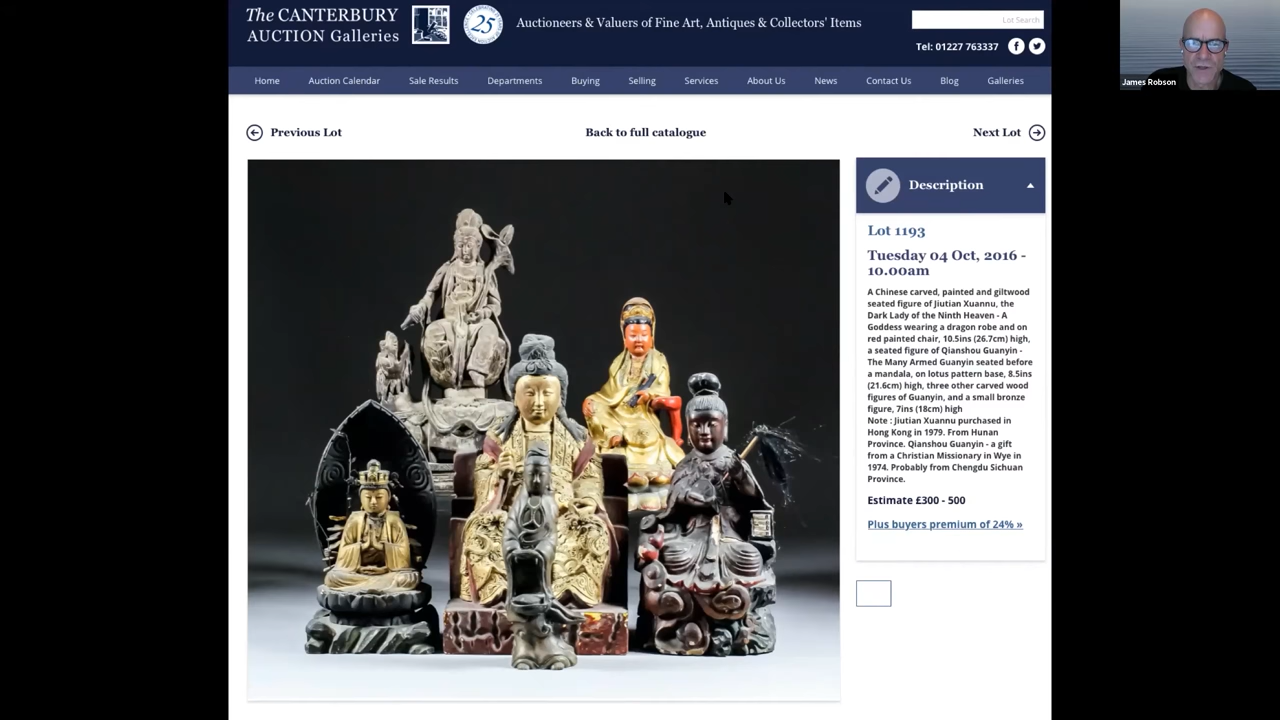 The CANTERBURY
AUCTION Galleries
CELEBRATING
25
Auctioneers & Valuers of Fine Art, Antiques & Collectors' Items
Lot Search
Tel: 01227 763337
Home
Auction Calendar
Sale Results
Departments
Buying
Selling
Services
About Us
News
Contact Us
Blog
Galleries
Previous Lot
Back to full catalogue
Next Lot
Description
Lot 1193
Tuesday 04 Oct, 2016 -
10.00am
A Chinese carved, painted and giltwood
seated figure of Jiutian Xuannu, the
Dark Lady of the Ninth Heaven - A
Goddess wearing a dragon robe and on
red painted chair, 10.5ins (26.7cm) high,
a seated figure of Qianshou Guanyin -
The Many Armed Guanyin seated before
a mandala, on lotus pattern base, 8.5ins
(21.6cm) high, three other carved wood
figures of Guanyin, and a small bronze
figure, 7ins (18cm) high
Note : Jiutian Xuannu purchased in
Hong Kong in 1979. From Hunan
Province. Qianshou Guanyin - a gift
from a Christian Missionary in Wye in
1974. Probably from Chengdu Sichuan
Province.
Estimate £300 - 500
Plus buyers premium of 24% »
James Robson